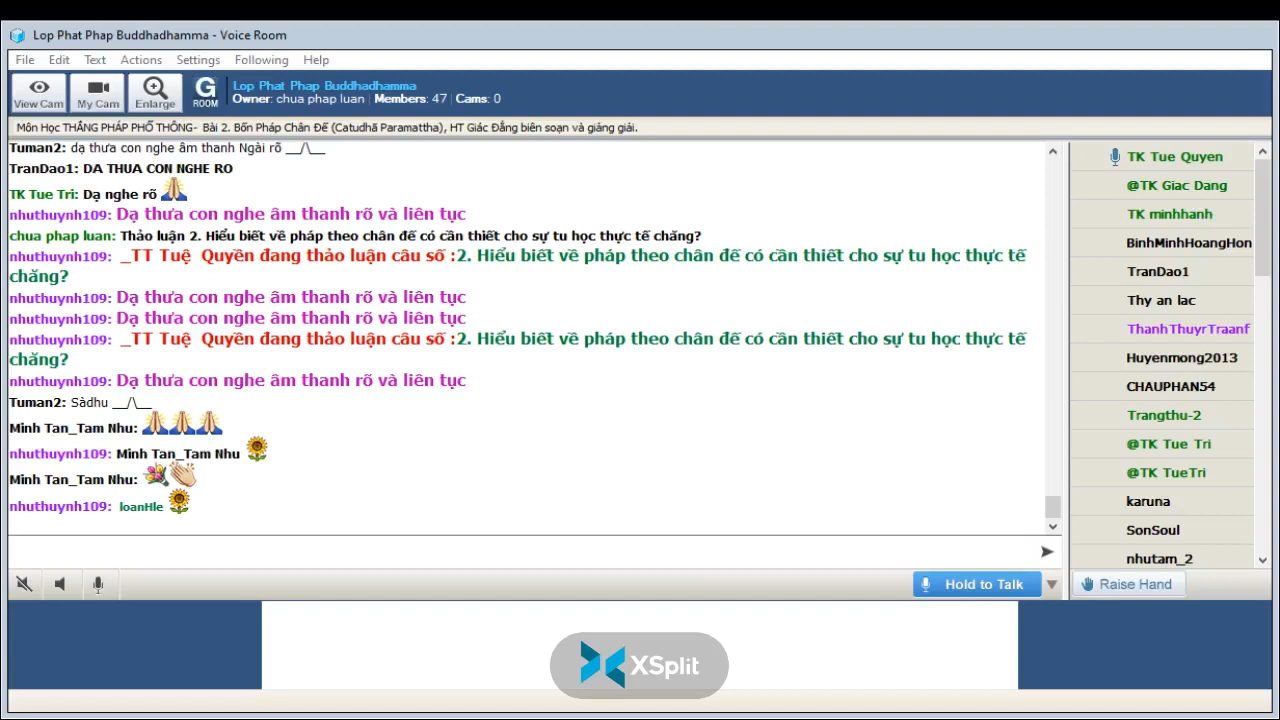 Lop Phat Phap Buddhadhamma - Voice Room
File Edit Text Actions Settings Following Help
View Cam My Cam Enlarge G ROOM
Lop Phat Phap Buddhadhamma
Owner: chua phap luan | Members: 47 | Cams: 0
Môn Học THẮNG PHÁP PHỔ THÔNG- Bài 2. Bốn Pháp Chân Đế (Catudhā Paramattha), HT Giác Đẳng biên soạn và giảng giải.
Tuman2: dạ thưa con nghe âm thanh Ngài rõ __/\__
TranDao1: DA THUA CON NGHE RO
TK Tue Tri: Dạ nghe rõ
nhuthuynh109: Dạ thưa con nghe âm thanh rõ và liên tục
chua phap luan: Thảo luận 2. Hiểu biết về pháp theo chân đế có cần thiết cho sự tu học thực tế chăng?
nhuthuynh109: _TT Tuệ Quyền đang thảo luận câu số :2. Hiểu biết về pháp theo chân đế có cần thiết cho sự tu học thực tế
chăng?
nhuthuynh109: Dạ thưa con nghe âm thanh rõ và liên tục
nhuthuynh109: Dạ thưa con nghe âm thanh rõ và liên tục
nhuthuynh109: _TT Tuệ Quyền đang thảo luận câu số :2. Hiểu biết về pháp theo chân đế có cần thiết cho sự tu học thực tế
chăng?
nhuthuynh109: Dạ thưa con nghe âm thanh rõ và liên tục
Tuman2: Sàdhu __/\__
Minh Tan_Tam Nhu:
nhuthuynh109: Minh Tan_Tam Nhu
Minh Tan_Tam Nhu:
nhuthuynh109: loanHle
TK Tue Quyen
@TK Giac Dang
TK minhhanh
BinhMinhHoangHon
TranDao1
Thy an lac
ThanhThuyrTraanf
Huyenmong2013
CHAUPHAN54
Trangthu-2
@TK Tue Tri
@TK TueTri
karuna
SonSoul
nhutam_2
Hold to Talk
Raise Hand
XSplit